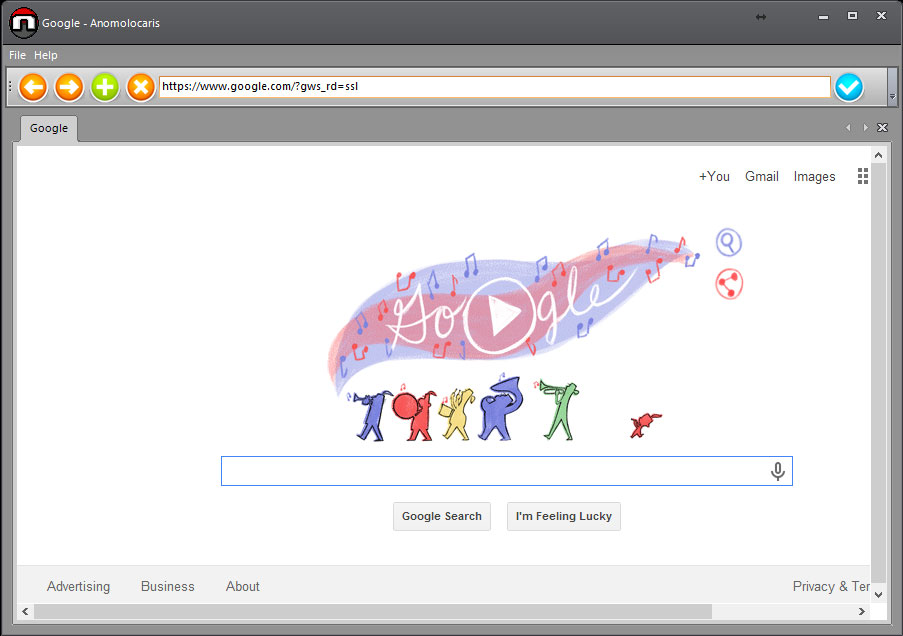 Google - Anomolocaris
File Help
https://www.google.com/?gws_rd=ssl
Google
+You Gmail Images
Google
Google Search I'm Feeling Lucky
Advertising Business About Privacy & Ter